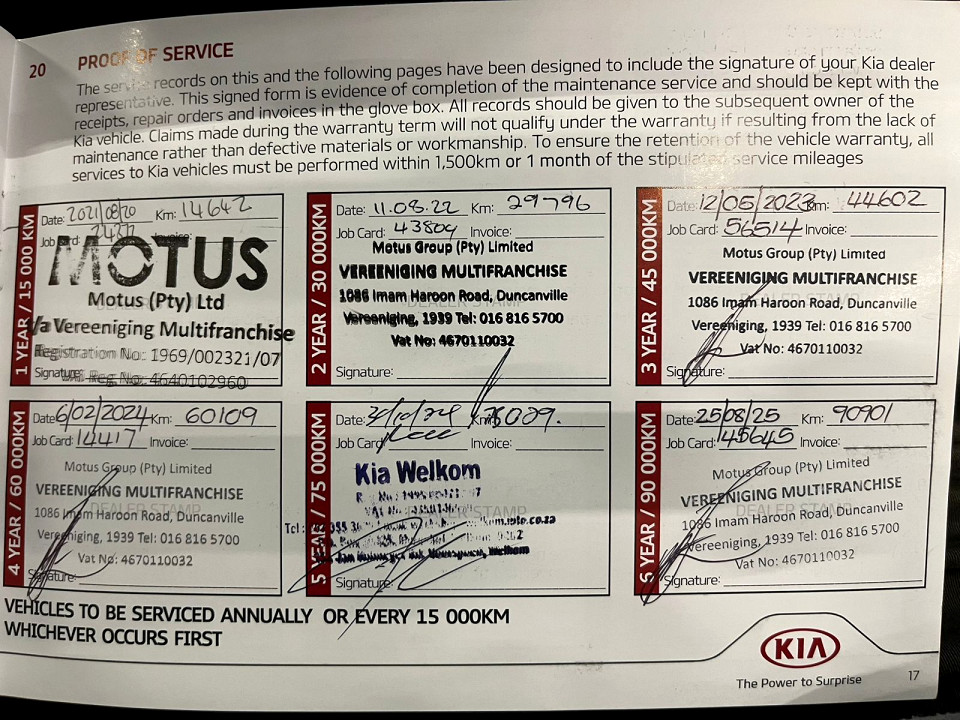 20 PROOF OF SERVICE
The service records on this and the following pages have been designed to include the signature of your Kia dealer
representative. This signed form is evidence of completion of the maintenance service and should be kept with the
receipts, repair orders and invoices in the glove box. All records should be given to the subsequent owner of the
Kia vehicle. Claims made during the warranty term will not qualify under the warranty if resulting from the lack of
maintenance rather than defective materials or workmanship. To ensure the retention of the vehicle warranty, all
services to Kia vehicles must be performed within 1,500km or 1 month of the stipulated service mileages
1 YEAR / 15 000 KM
Date: 2021/08/20 Km: 14642
Job Invoice:
MOTUS
Motus (Pty) Ltd
t/a Vereeniging Multifranchise
Registration No: 1969/002321/07
Signature: Reg. No: 4640102960
2 YEAR / 30 000KM
Date: 11.08.22 Km: 29796
Job Card: 43804 Invoice:
Motus Group (Pty) Limited
VEREENIGING MULTIFRANCHISE
1086 Imam Haroon Road, Duncanville
Vereeniging, 1939 Tel: 016 816 5700
Vat No: 4670110032
Signature:
3 YEAR / 45 000KM
Date: 12/05/2023 Km: 44602
Job Card: 56514 Invoice:
Motus Group (Pty) Limited
VEREENIGING MULTIFRANCHISE
DEALER STAMP
1086 Imam Haroon Road, Duncanville
Vereeniging, 1939 Tel: 016 816 5700
Vat No: 4670110032
Signature:
4 YEAR / 60 000KM
Date: 6/02/2024 Km: 60109
Job Card: 14417 Invoice:
Motus Group (Pty) Limited
VEREENIGING MULTIFRANCHISE
DEALER STAMP
1086 Imam Haroon Road, Duncanville
Vereeniging, 1939 Tel: 016 816 5700
Vat No: 4670110032
Signature:
5 YEAR / 75 000KM
Date: Km:
Job Card: Invoice:
Kia Welkom
Tel:
Welkom
Signature:
6 YEAR / 90 000KM
Date: 25/08/25 Km: 90901
Job Card: 145645 Invoice:
Motus Group (Pty) Limited
VEREENIGING MULTIFRANCHISE
DEALER STAMP
1086 Imam Haroon Road, Duncanville
Vereeniging, 1939 Tel: 016 816 5700
Vat No: 4670110032
Signature:
VEHICLES TO BE SERVICED ANNUALLY OR EVERY 15 000KM
WHICHEVER OCCURS FIRST
KIA
The Power to Surprise 17